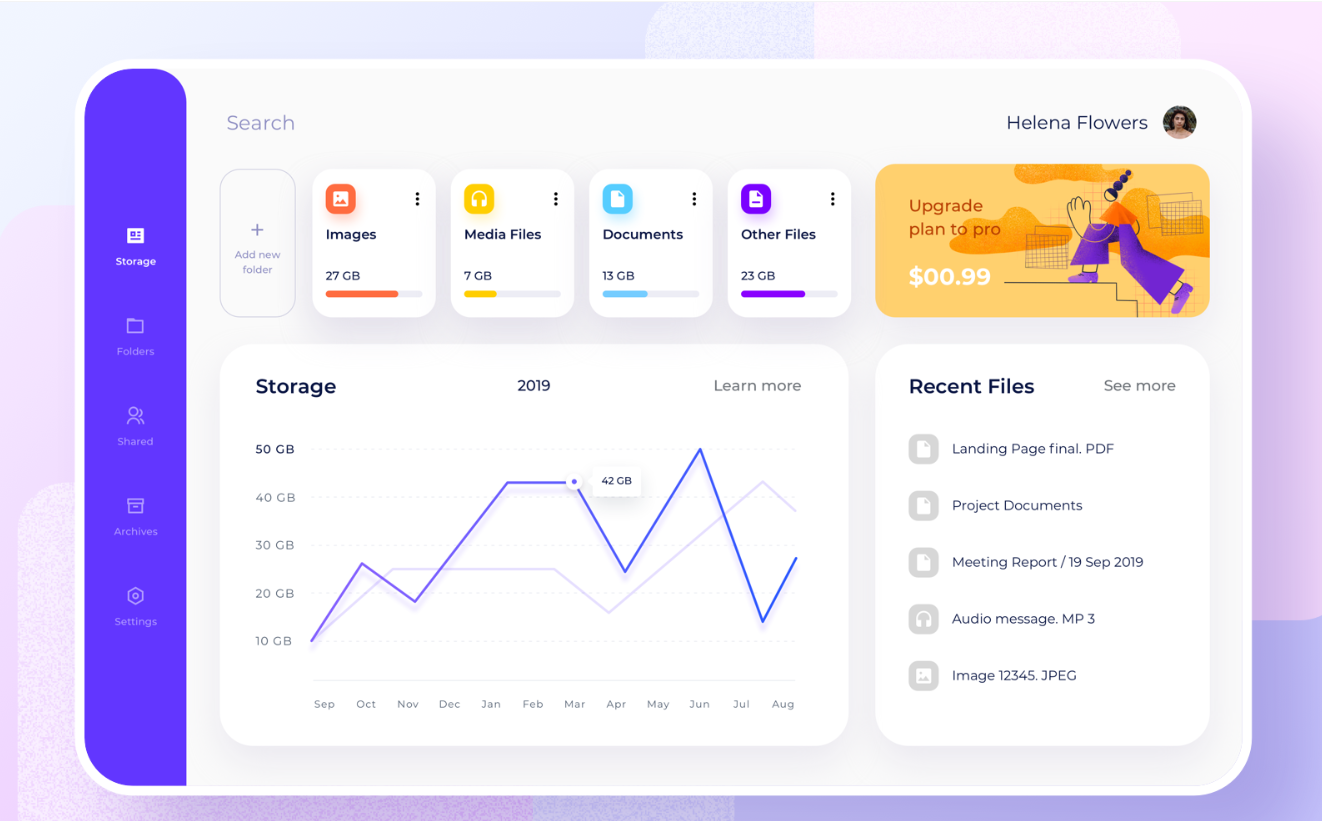 Search
Helena Flowers
Storage
Folders
Shared
Archives
Settings
+
Add new
folder
Images
27 GB
Media Files
7 GB
Documents
13 GB
Other Files
23 GB
Upgrade
plan to pro
$00.99
Storage
2019
Learn more
50 GB
40 GB
30 GB
20 GB
10 GB
42 GB
Sep Oct Nov Dec Jan Feb Mar Apr May Jun Jul Aug
Recent Files
See more
Landing Page final. PDF
Project Documents
Meeting Report / 19 Sep 2019
Audio message. MP 3
Image 12345. JPEG